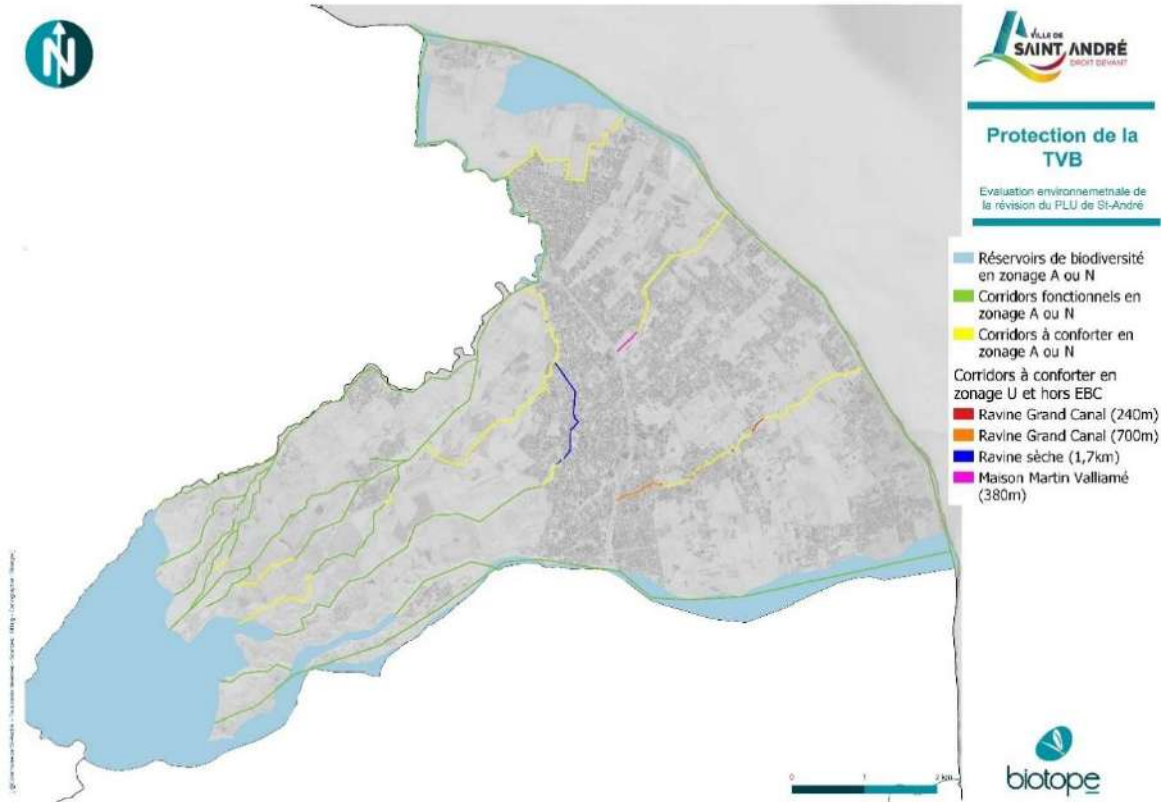 N
VILLE DE
SAINT ANDRÉ
DROIT DEVANT
Protection de la
TVB
Evaluation environnemetnale de
la révision du PLU de St-André
Réservoirs de biodiversité
en zonage A ou N
Corridors fonctionnels en
zonage A ou N
Corridors à conforter en
zonage A ou N
Corridors à conforter en
zonage U et hors EBC
Ravine Grand Canal (240m)
Ravine Grand Canal (700m)
Ravine sèche (1,7km)
Maison Martin Valliamé
(380m)
0 1 2 km
biotope